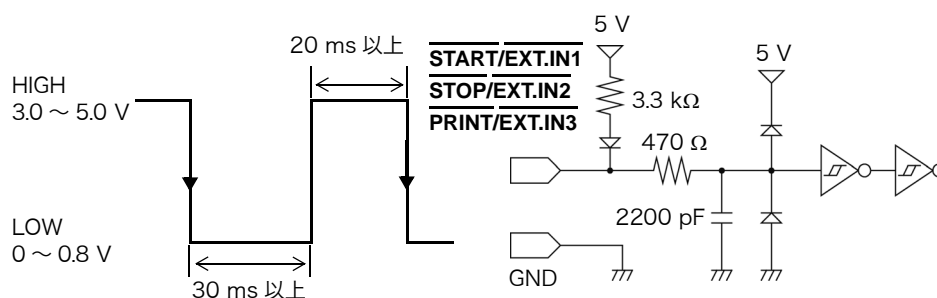 20 ms 以上
HIGH
3.0 ～ 5.0 V
LOW
0 ～ 0.8 V
30 ms 以上
START/EXT.IN1
STOP/EXT.IN2
PRINT/EXT.IN3
5 V
3.3 kΩ
5 V
470 Ω
2200 pF
GND